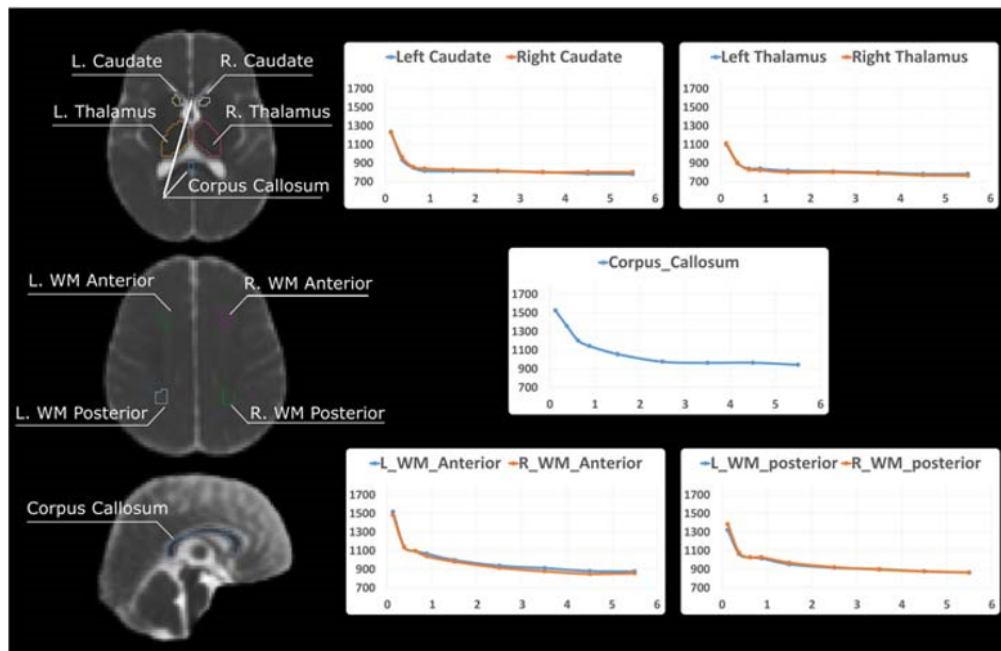 L. Caudate R. Caudate
L. Thalamus R. Thalamus
Corpus Callosum
Left Caudate Right Caudate
1700
1500
1300
1100
900
700
0 1 2 3 4 5 6
Left Thalamus Right Thalamus
1700
1500
1300
1100
900
700
0 1 2 3 4 5 6
L. WM Anterior R. WM Anterior
L. WM Posterior R. WM Posterior
Corpus_Callosum
1700
1500
1300
1100
900
700
0 1 2 3 4 5 6
Corpus Callosum
L_WM_Anterior R_WM_Anterior
1700
1500
1300
1100
900
700
0 1 2 3 4 5 6
L_WM_posterior R_WM_posterior
1700
1500
1300
1100
900
700
0 1 2 3 4 5 6